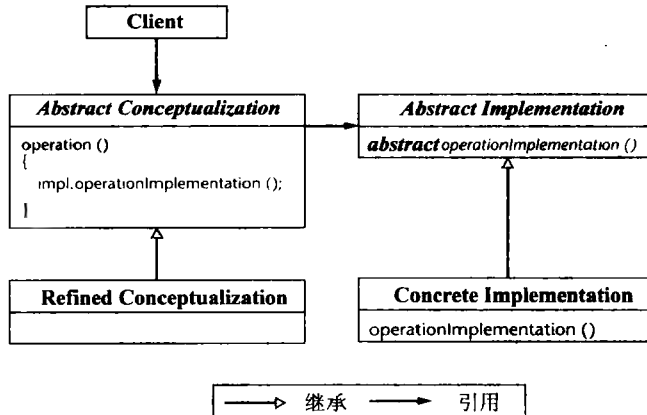 Client
Abstract Conceptualization
operation ()
{
impl.operationImplementation ();
}
Abstract Implementation
abstract operationImplementation ()
Refined Conceptualization
Concrete Implementation
operationImplementation ()
继承
引用